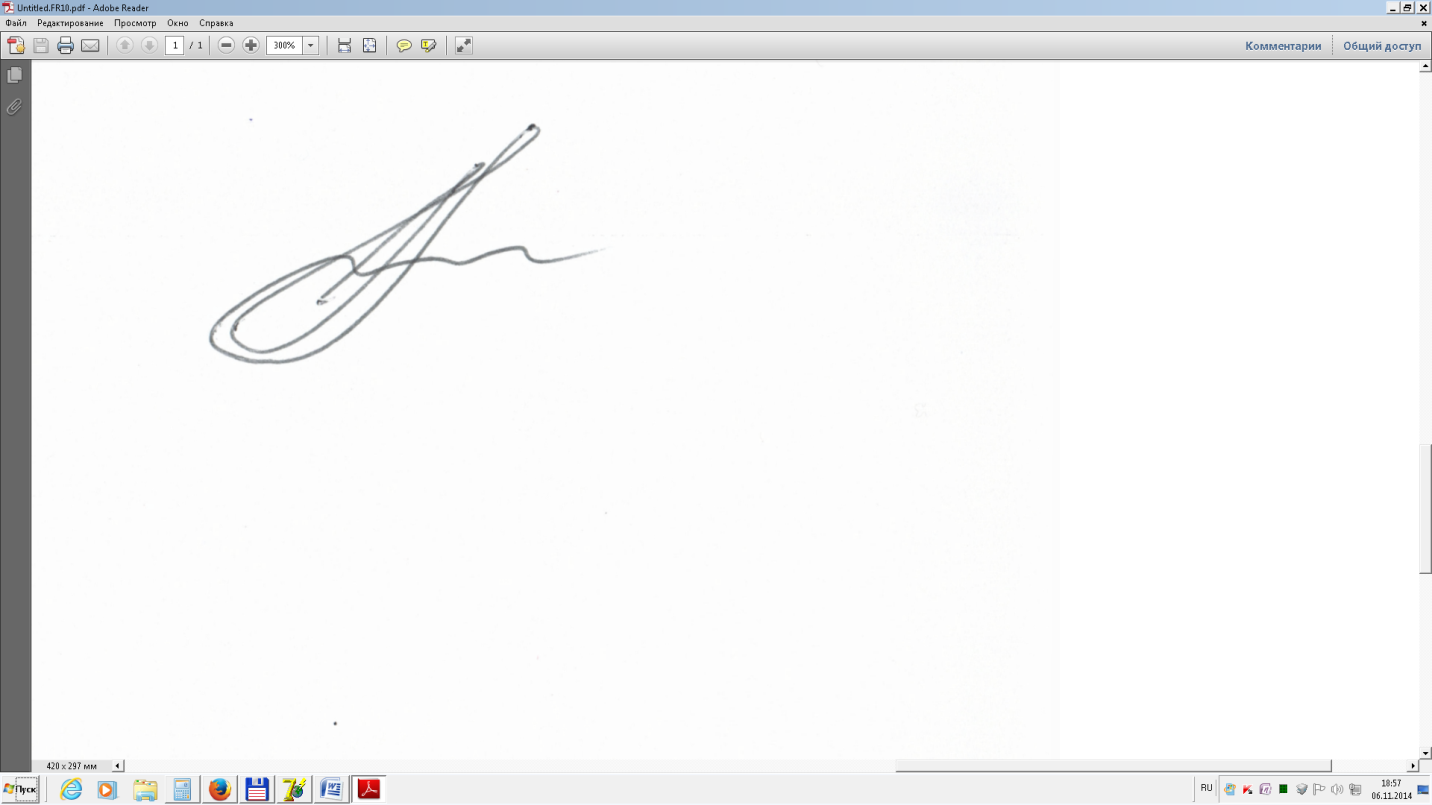 Untitled.FR10.pdf - Adobe Reader
Файл Редактирование Просмотр Окно Справка
1 / 1 300% Комментарии Общий доступ
420 x 297 мм
Пуск RU 18:57
06.11.2014